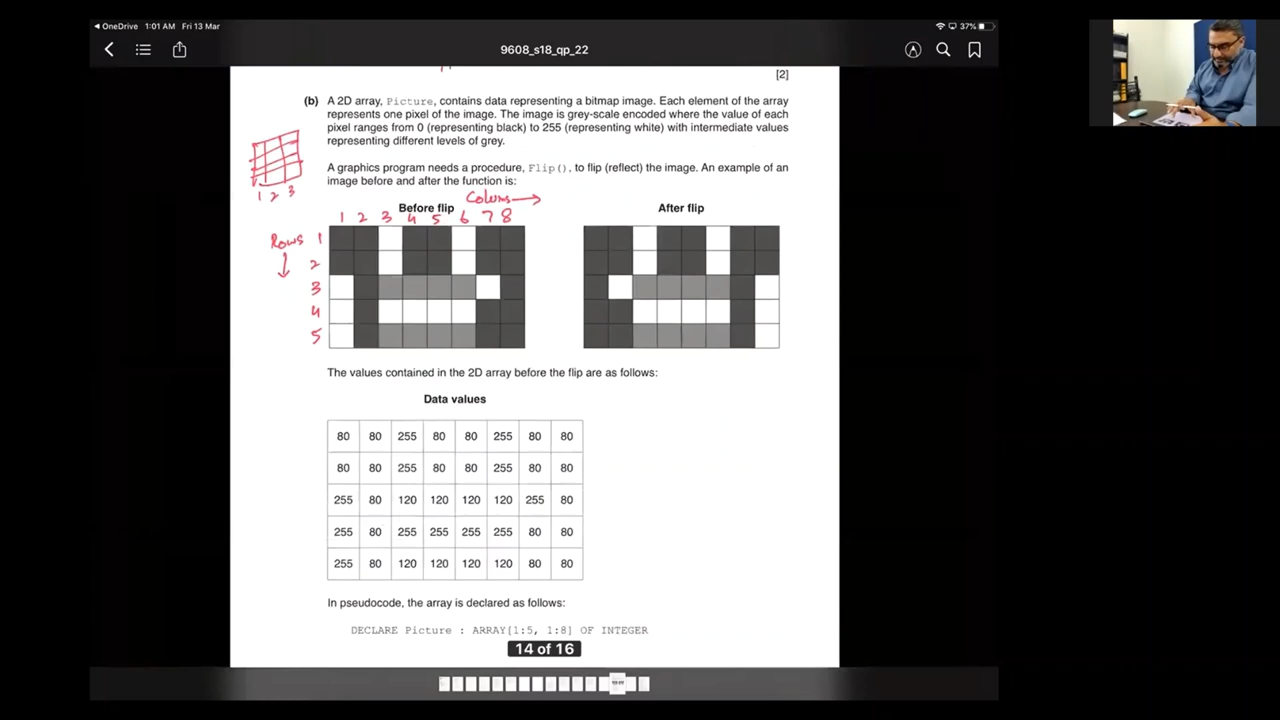 OneDrive 1:01 AM Fri 13 Mar 37%
9608_s18_qp_22
[2]
(b) A 2D array, Picture, contains data representing a bitmap image. Each element of the array
represents one pixel of the image. The image is grey-scale encoded where the value of each
pixel ranges from 0 (representing black) to 255 (representing white) with intermediate values
representing different levels of grey.
1 2 3
A graphics program needs a procedure, Flip(), to flip (reflect) the image. An example of an
image before and after the function is:
Colums
Before flip After flip
1 2 3 4 5 6 7 8
Rows 1
2
3
4
5
The values contained in the 2D array before the flip are as follows:
Data values
80 80 255 80 80 255 80 80
80 80 255 80 80 255 80 80
255 80 120 120 120 120 255 80
255 80 255 255 255 255 80 80
255 80 120 120 120 120 80 80
In pseudocode, the array is declared as follows:
DECLARE Picture : ARRAY[1:5, 1:8] OF INTEGER
14 of 16